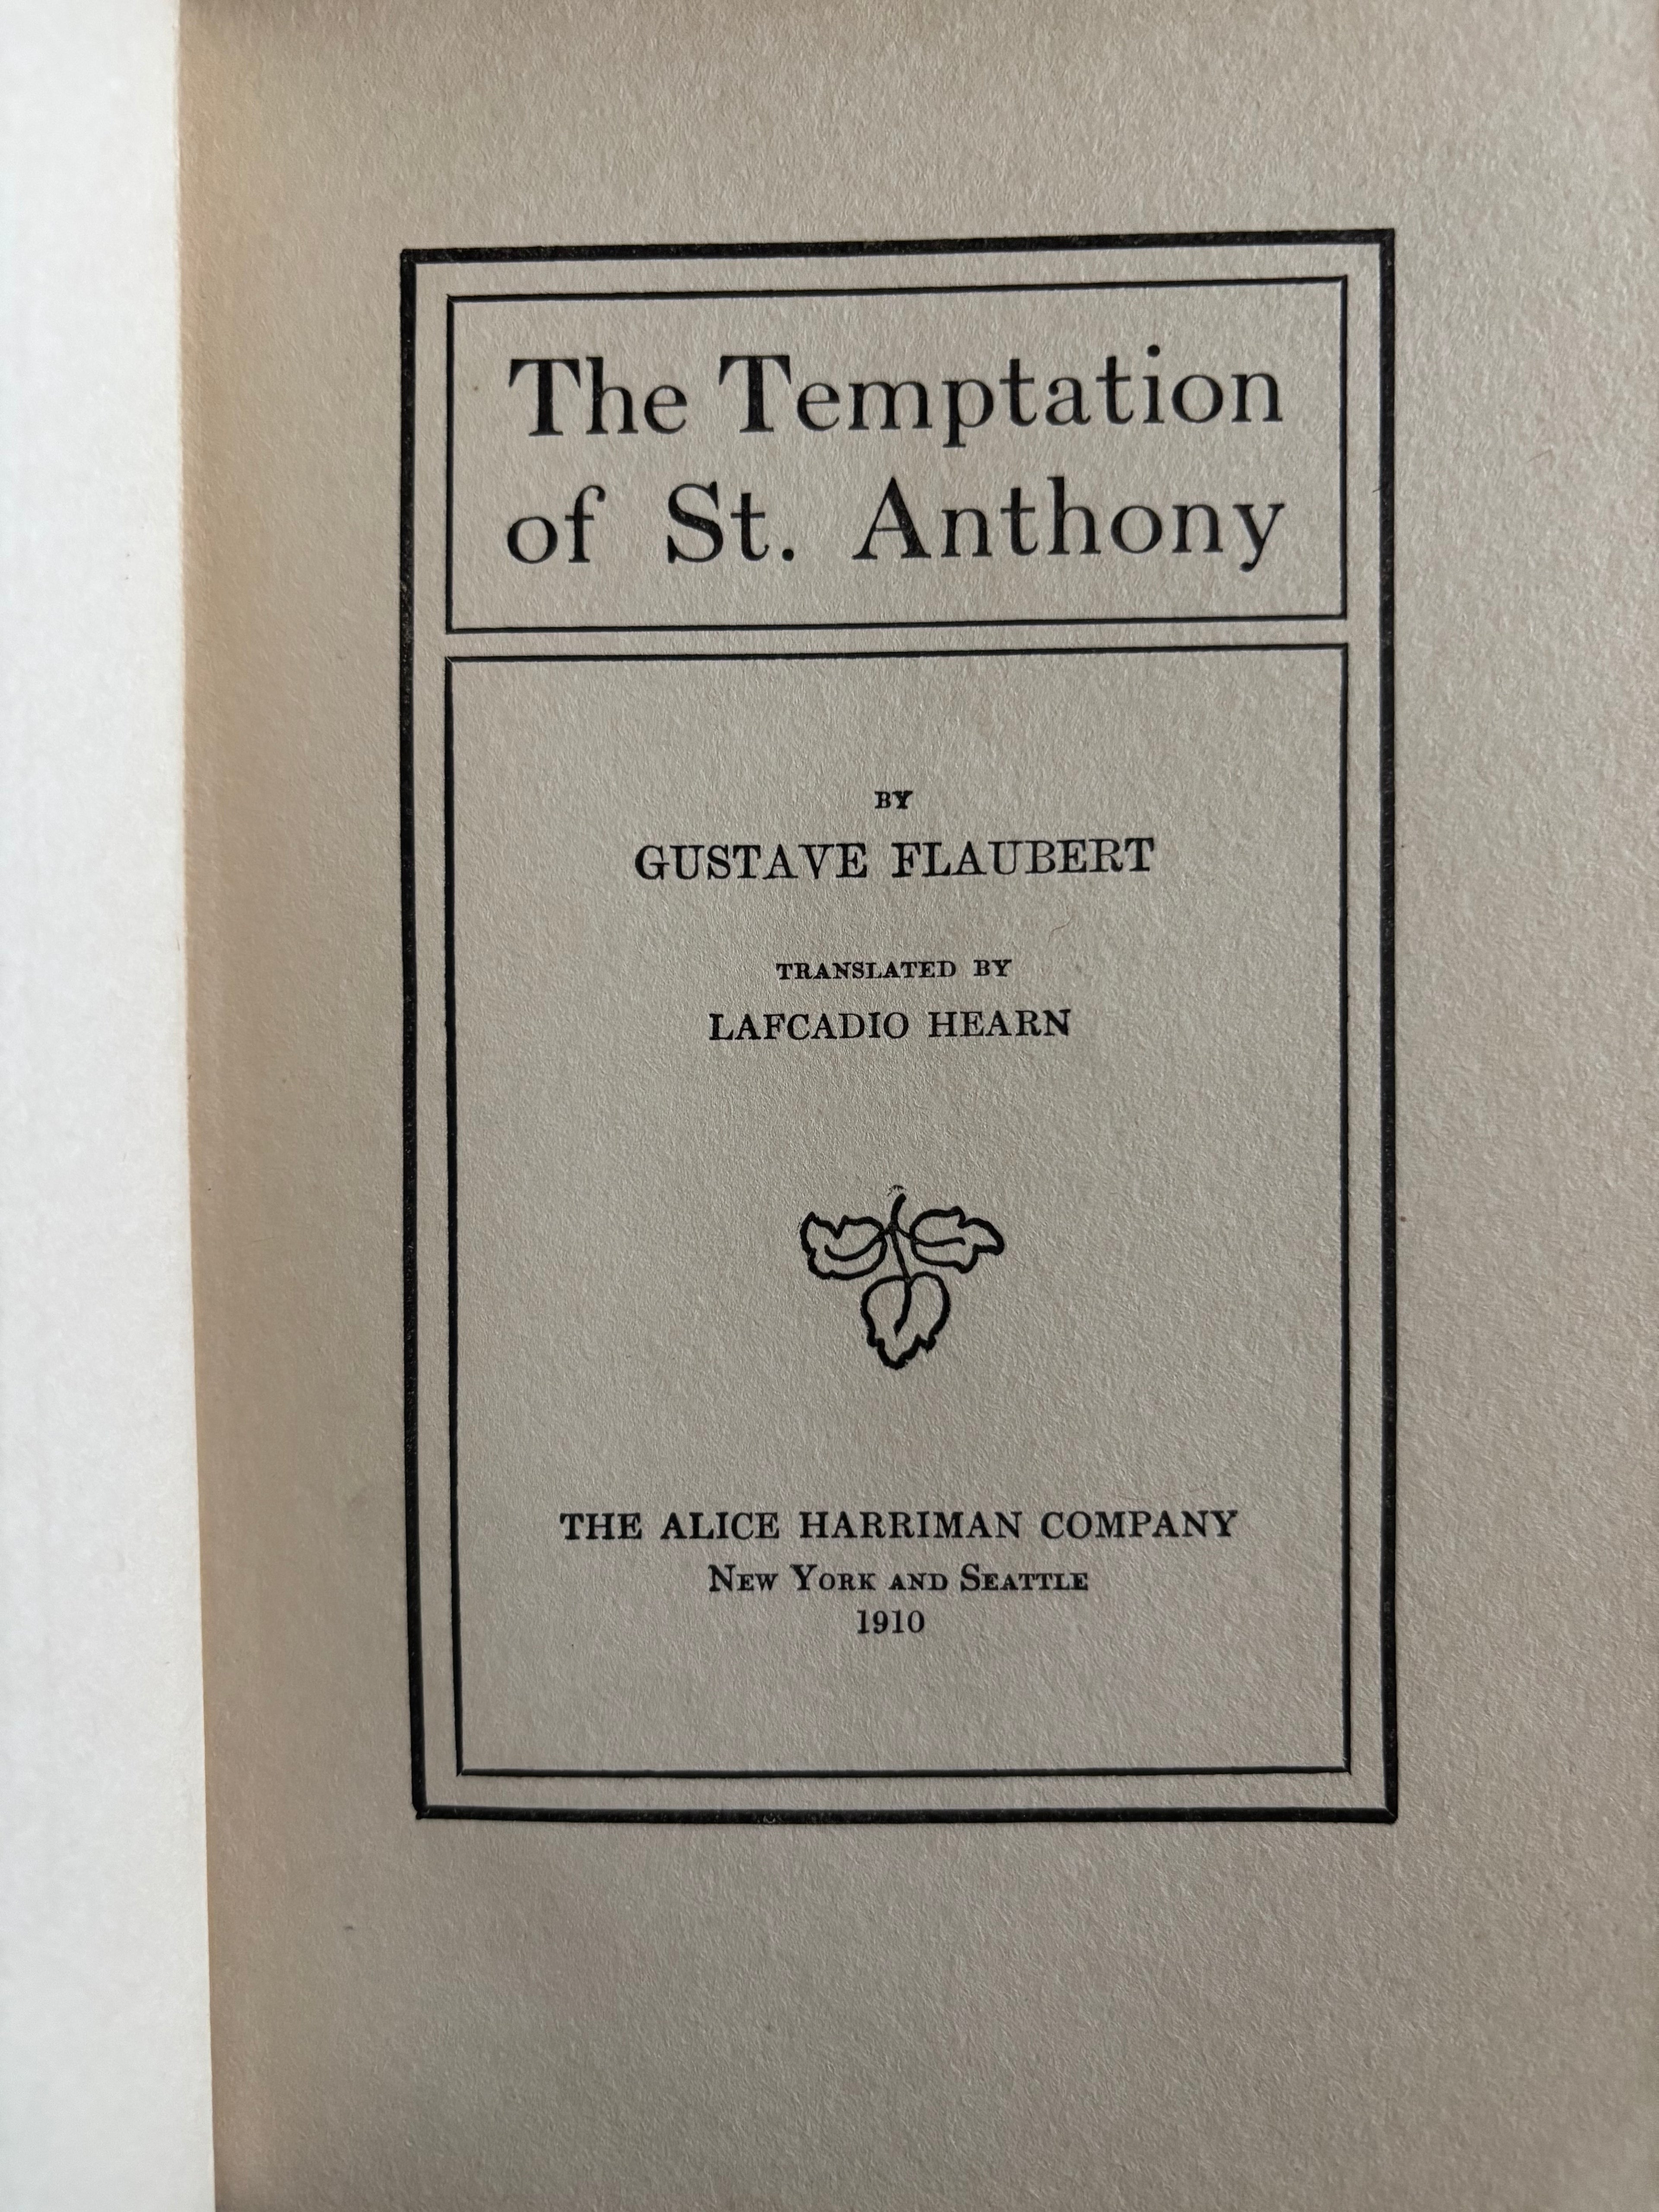 The Temptation
of St. Anthony
BY
GUSTAVE FLAUBERT
TRANSLATED BY
LAFCADIO HEARN
THE ALICE HARRIMAN COMPANY
NEW YORK AND SEATTLE
1910